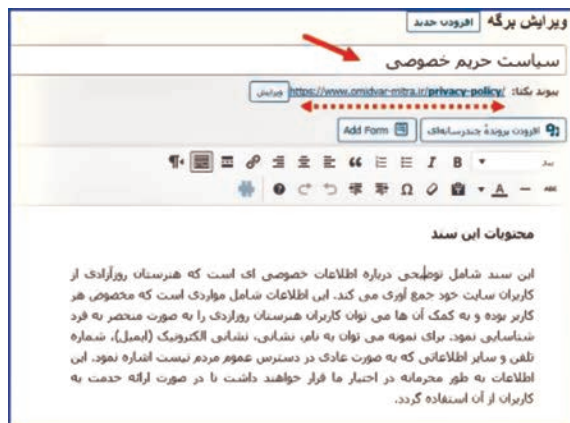 ویرایش برگه افزودن جدید
سیاست حریم خصوصی
پیوند یکتا: https://www.omidvar-mitra.ir/privacy-policy/ ویرایش
افزودن پروندهٔ چندرسانه‌ای Add Form
محتویات این سند
این سند شامل توضیحی درباره اطلاعات خصوصی ای است که هنرستان روزآزادی از
کاربران سایت خود جمع آوری می کند. این اطلاعات شامل مواردی است که مخصوص هر
کاربر بوده و به کمک آن ها می توان کاربران هنرستان روزازدی را به صورت منحصر به فرد
شناسایی نمود. برای نمونه می توان به نام، نشانی، نشانی الکترونیک (ایمیل)، شماره
تلفن و سایر اطلاعاتی که به صورت عادی در دسترس عموم مردم نیست اشاره نمود. این
اطلاعات به طور محرمانه در اختیار ما قرار خواهند داشت تا در صورت ارائه خدمت به
کاربران از آن استفاده گردد.